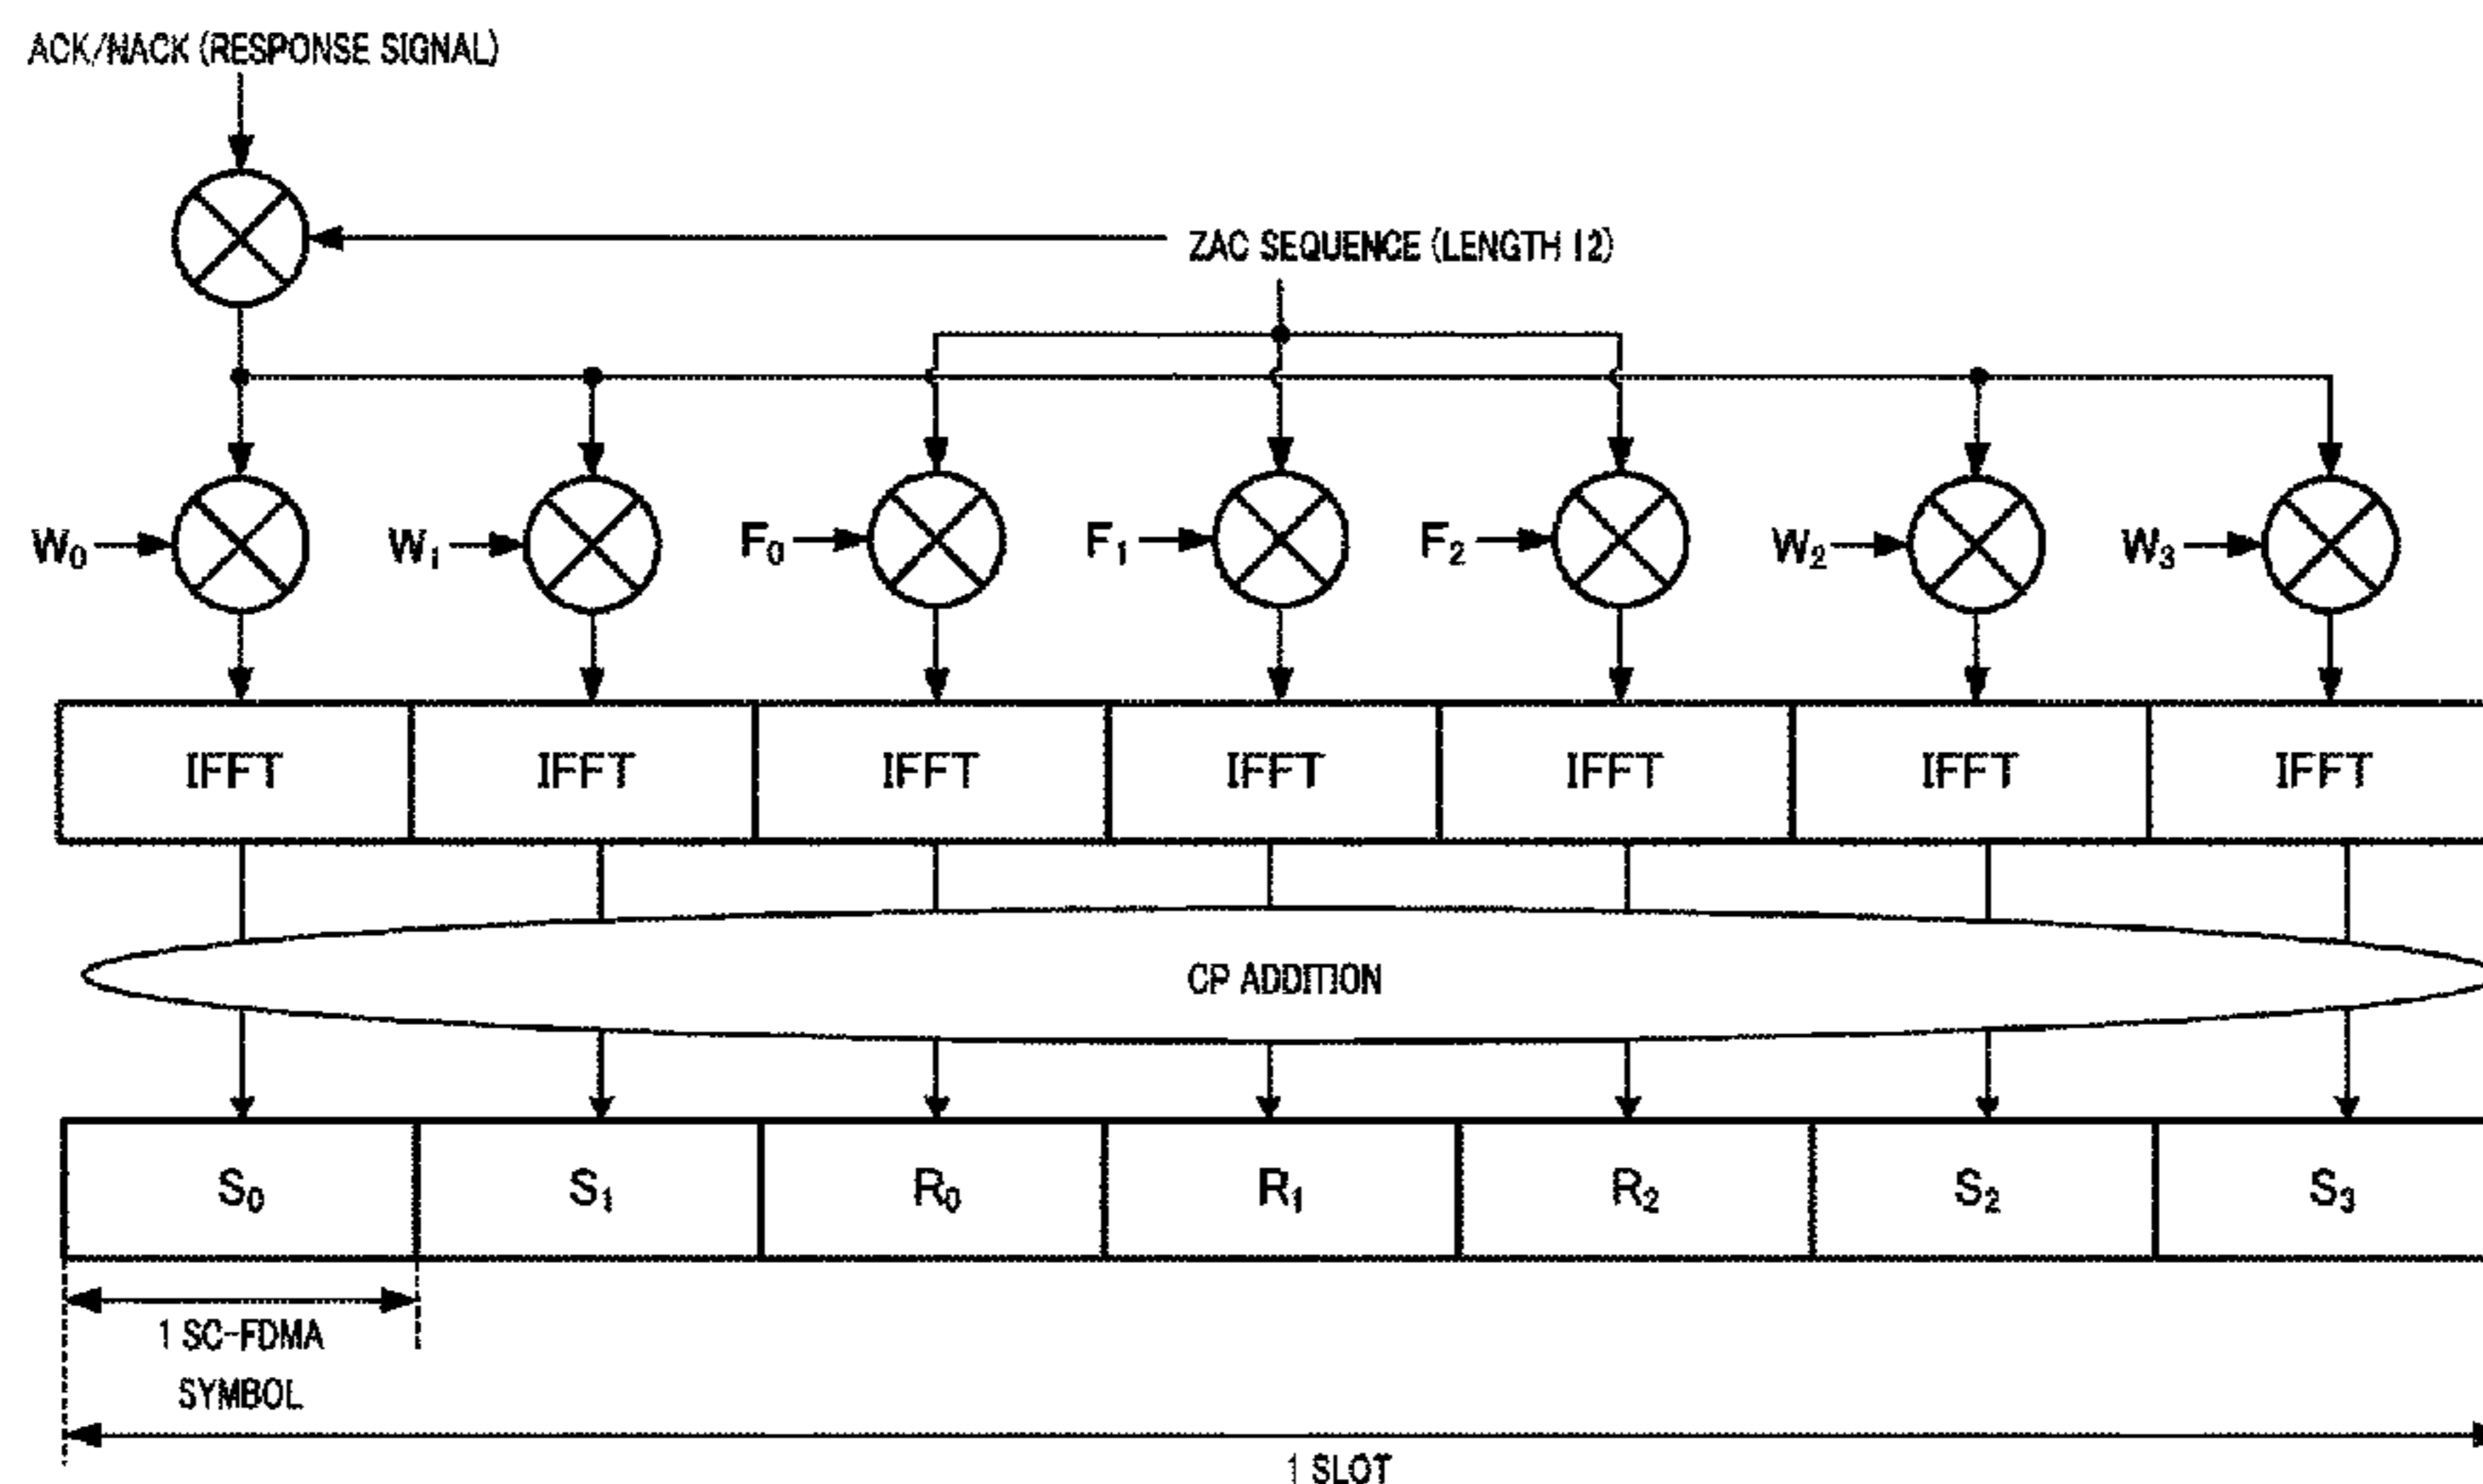 ACK/NACK (RESPONSE SIGNAL)
ZAC SEQUENCE (LENGTH 12)
W0 W1 F0 F1 F2 W2 W3
IFFT IFFT IFFT IFFT IFFT IFFT IFFT
CP ADDITION
S0 S1 R0 R1 R2 S2 S3
1 SC-FDMA
SYMBOL
1 SLOT